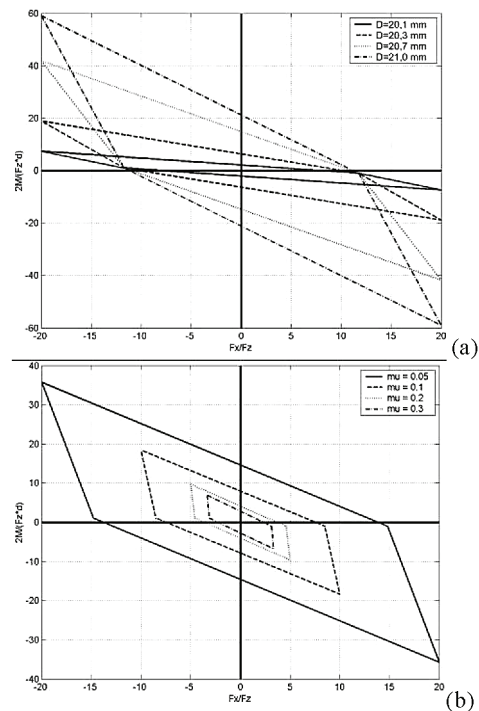 60
40
20
0
-20
-40
-60
2M/(Fz*d)
D=20,1 mm
D=20,3 mm
D=20,7 mm
D=21,0 mm
-20 -15 -10 -5 0 5 10 15 20
Fx/Fz
(a)
40
30
20
10
0
-10
-20
-30
-40
2M/(Fz*d)
mu = 0.05
mu = 0.1
mu = 0.2
mu = 0.3
-20 -15 -10 -5 0 5 10 15 20
Fx/Fz
(b)